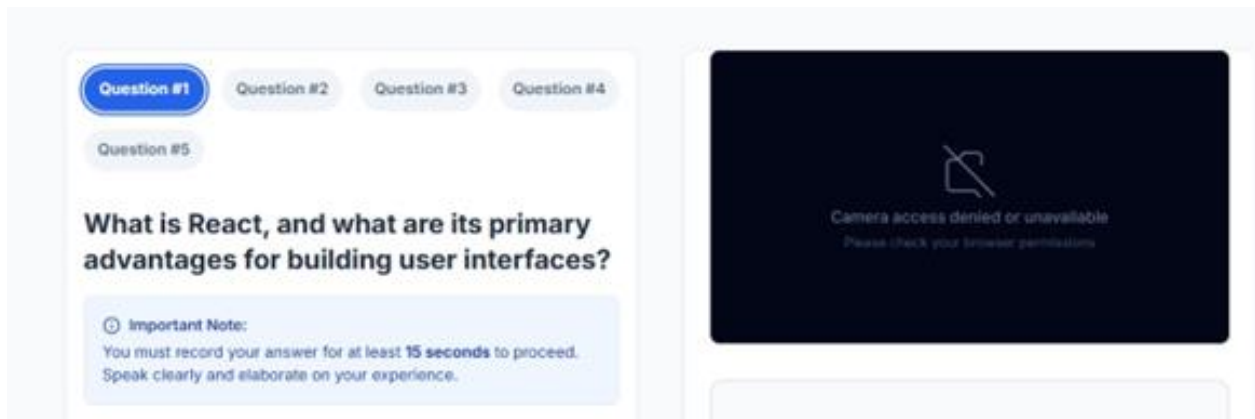 Question #1
Question #2
Question #3
Question #4
Question #5
What is React, and what are its primary
advantages for building user interfaces?
Important Note:
You must record your answer for at least 15 seconds to proceed.
Speak clearly and elaborate on your experience.
Camera access denied or unavailable
Please check your browser permissions